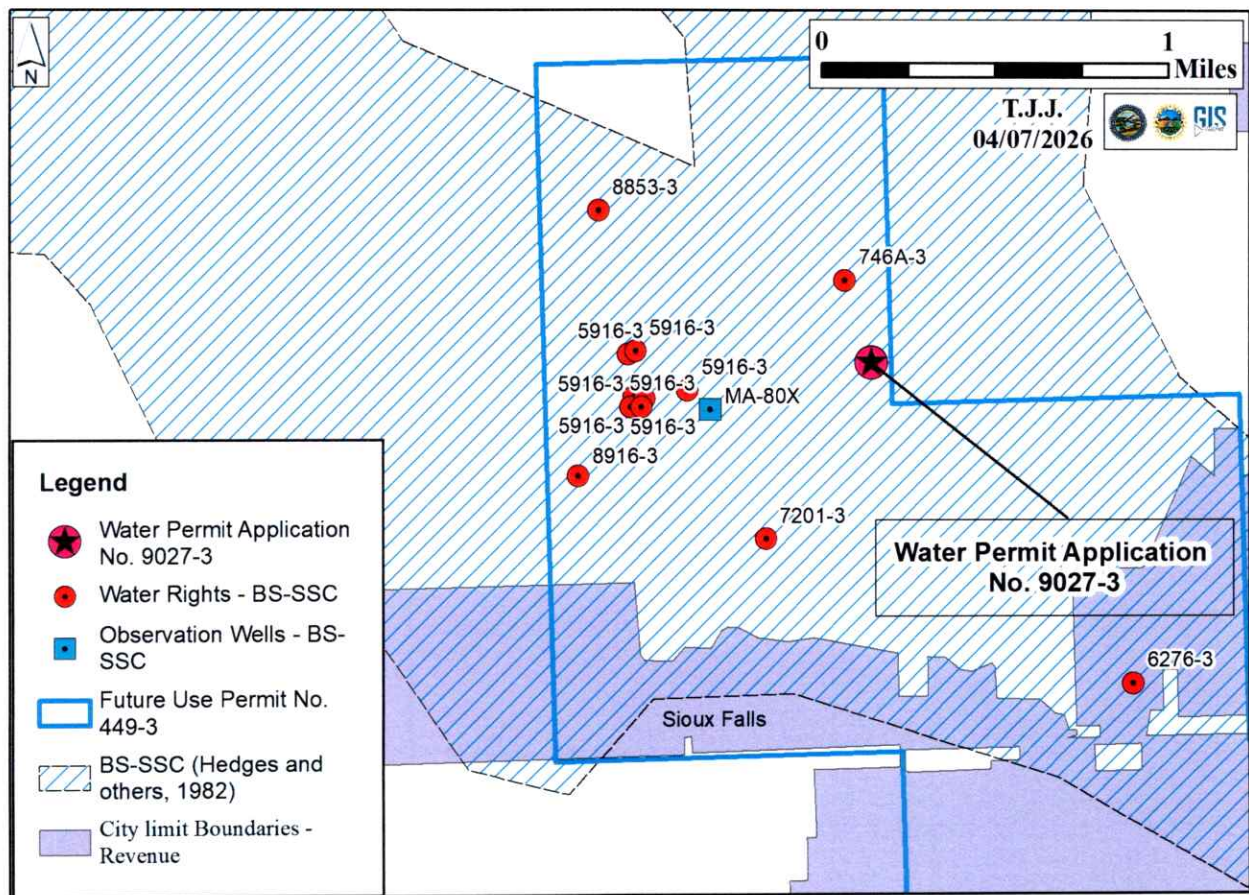 N
0 1
Miles
T.J.J.
04/07/2026
GIS
8853-3
746A-3
5916-3 5916-3
5916-3
5916-3 5916-3
MA-80X
5916-3 5916-3
8916-3
7201-3
Water Permit Application
No. 9027-3
6276-3
Sioux Falls
Legend
Water Permit Application
No. 9027-3
Water Rights - BS-SSC
Observation Wells - BS-
SSC
Future Use Permit No.
449-3
BS-SSC (Hedges and
others, 1982)
City limit Boundaries -
Revenue